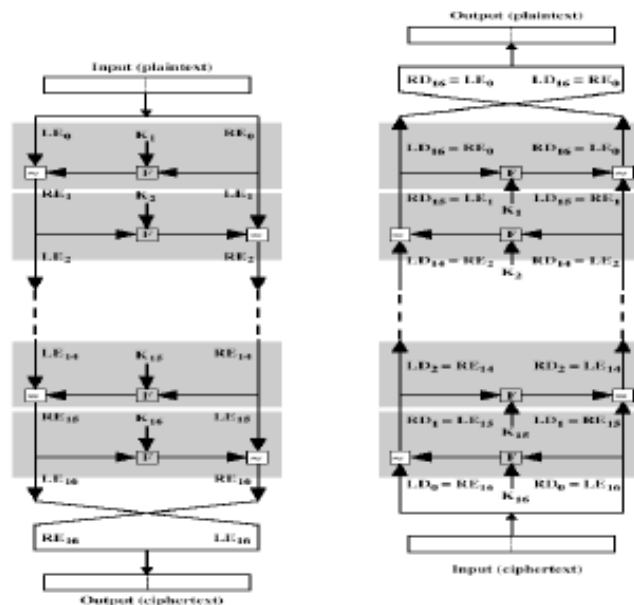 Input (plaintext)
LE₀ K₁ RE₀
F
RE₁ K₂ LE₁
F
LE₂ RE₂
LE₁₄ K₁₅ RE₁₄
F
RE₁₅ K₁₆ LE₁₅
F
LE₁₆ RE₁₆
RE₁₆ LE₁₆
Output (ciphertext)
Output (plaintext)
RD₁₆ = LE₀ LD₁₆ = RE₀
LD₁₆ = RE₀ RD₁₆ = LE₀
F
RD₁₅ = LE₁ K₁ LD₁₅ = RE₁
F
LD₁₄ = RE₂ K₂ RD₁₄ = LE₂
LD₂ = RE₁₄ RD₂ = LE₁₄
F
RD₁ = LE₁₅ K₁₅ LD₁ = RE₁₅
F
LD₀ = RE₁₆ K₁₆ RD₀ = LE₁₆
Input (ciphertext)